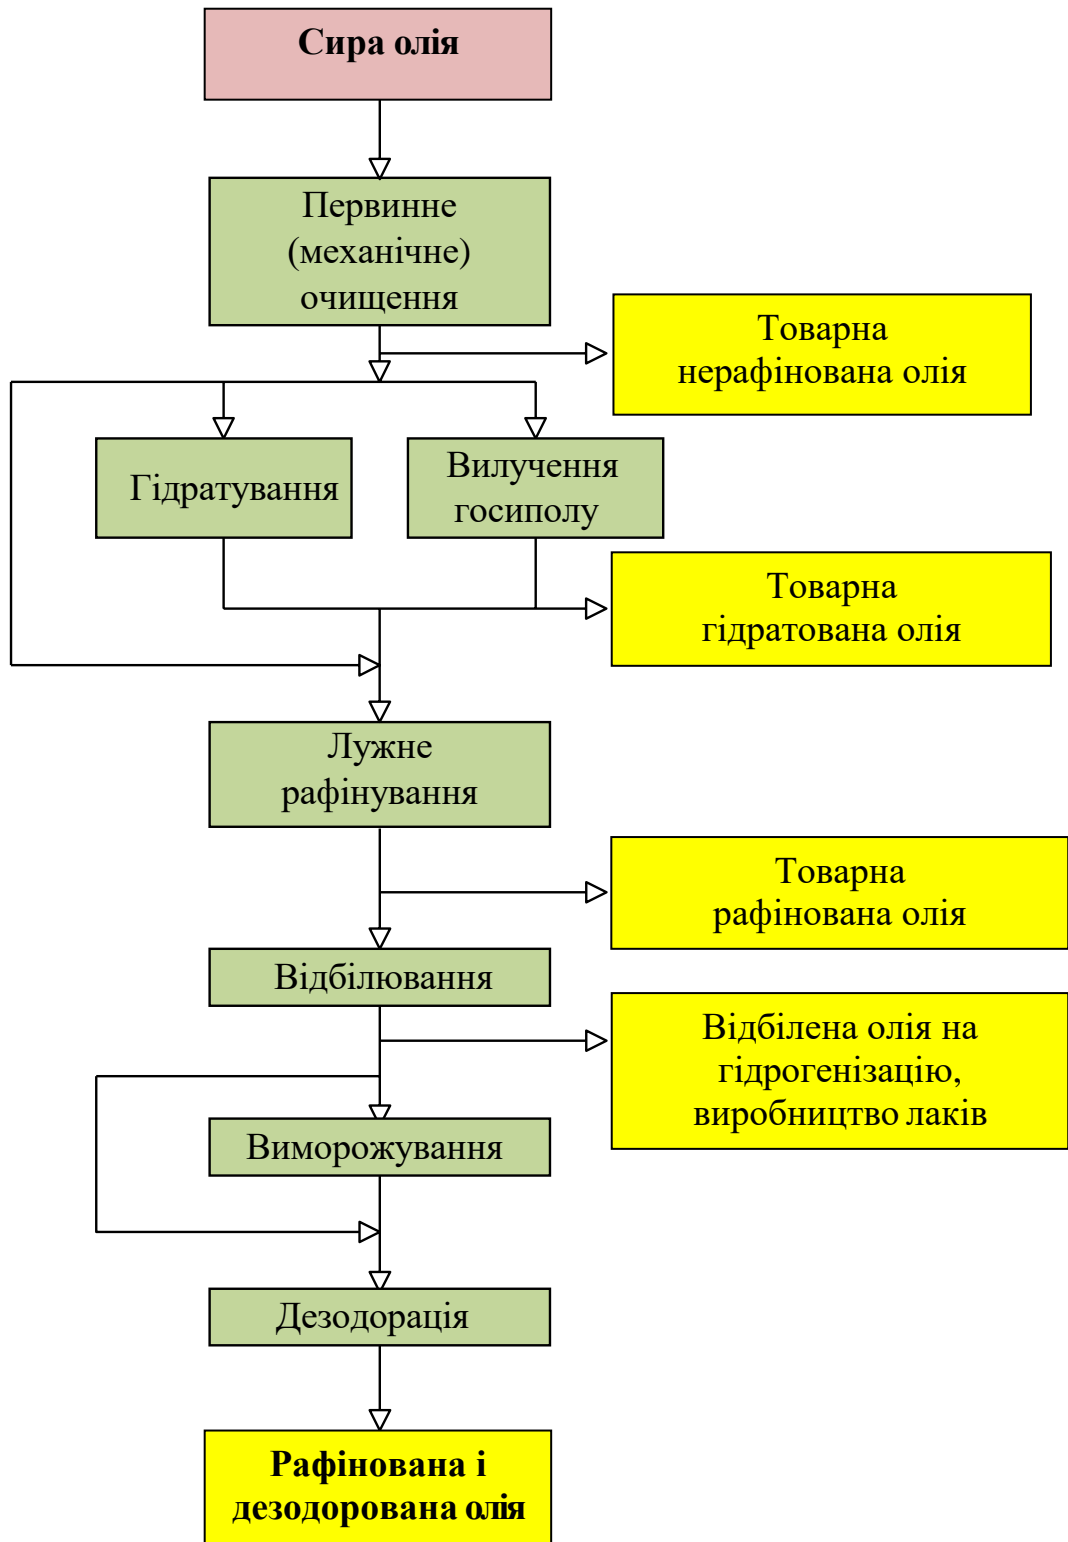 Сира олія
Первинне
(механічне)
очищення
Товарна
нерафінована олія
Гідратування
Вилучення
госиполу
Товарна
гідратована олія
Лужне
рафінування
Товарна
рафінована олія
Відбілювання
Відбілена олія на
гідрогенізацію,
виробництво лаків
Виморожування
Дезодорація
Рафінована і
дезодорована олія